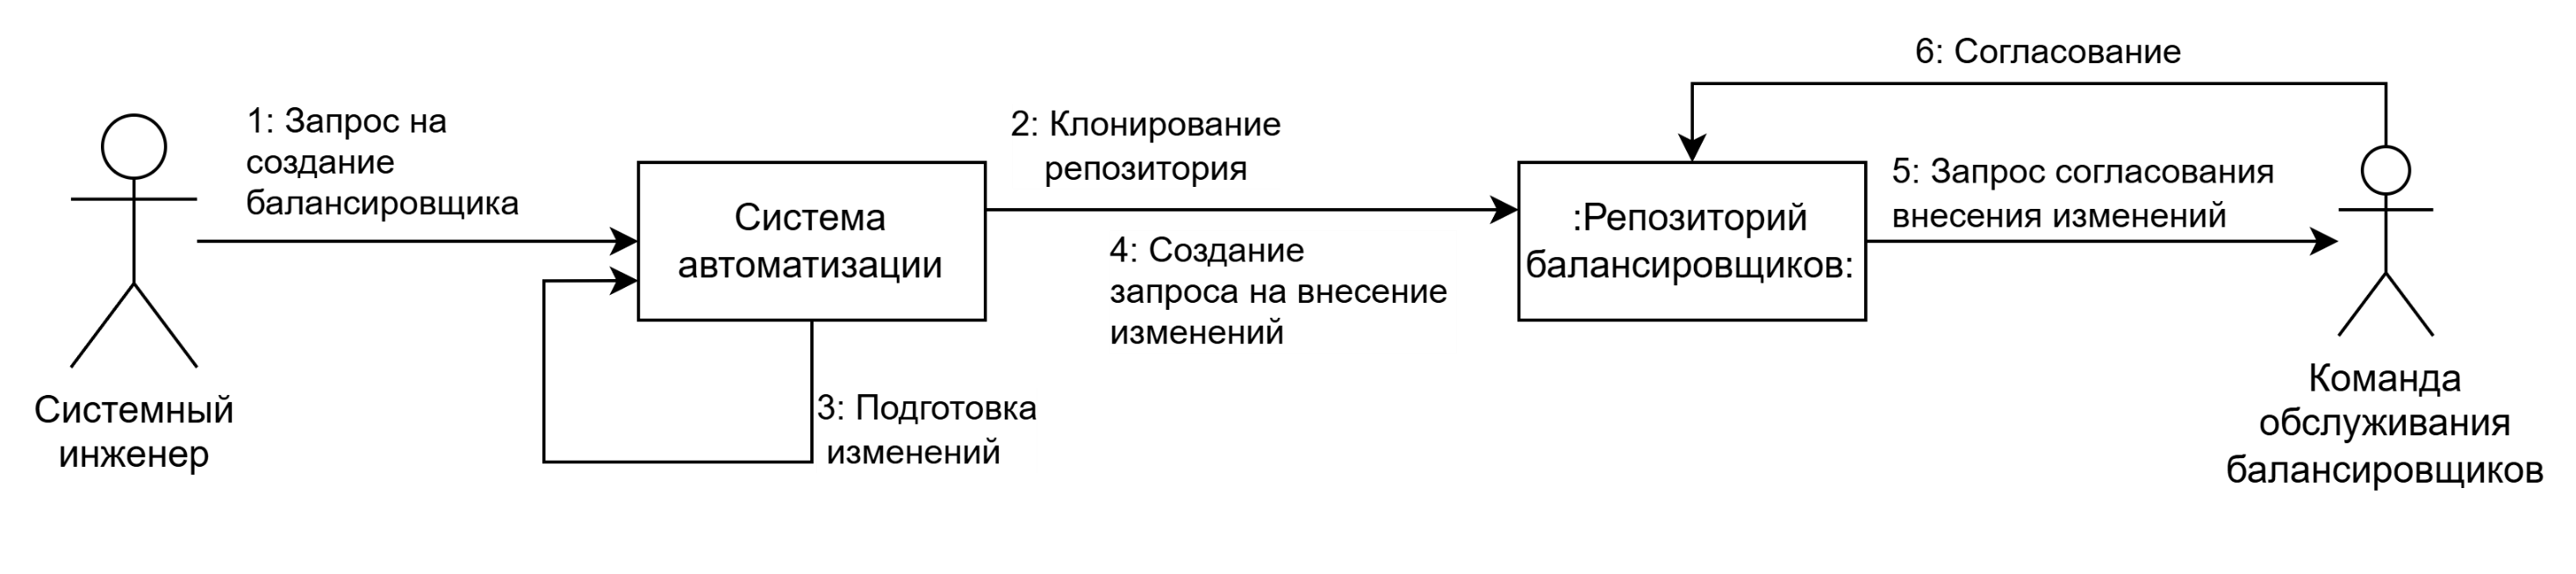 1: Запрос на
создание
балансировщика
Системный
инженер
Система
автоматизации
3: Подготовка
изменений
2: Клонирование
репозитория
4: Создание
запроса на внесение
изменений
:Репозиторий
балансировщиков:
6: Согласование
5: Запрос согласования
внесения изменений
Команда
обслуживания
балансировщиков